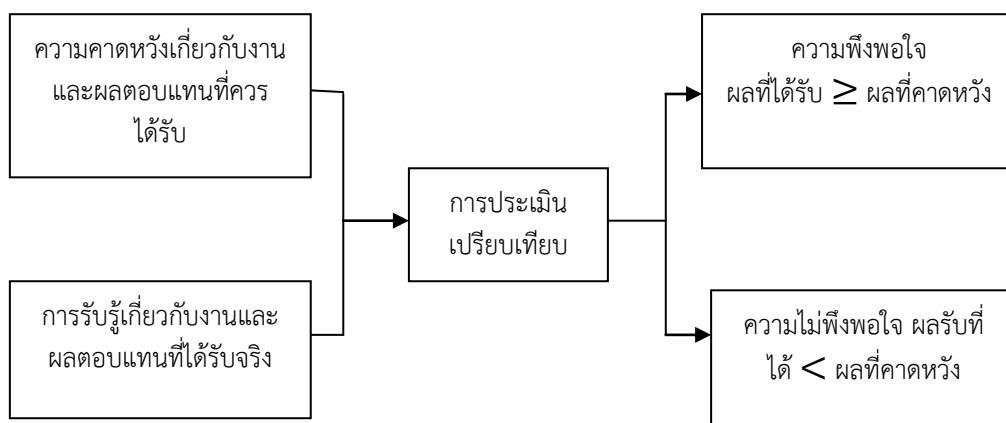 ความคาดหวังเกี่ยวกับงาน
และผลตอบแทนที่ควร
ได้รับ
การรับรู้เกี่ยวกับงานและ
ผลตอบแทนที่ได้รับจริง
การประเมิน
เปรียบเทียบ
ความพึงพอใจ
ผลที่ได้รับ ≥ ผลที่คาดหวัง
ความไม่พึงพอใจ ผลรับที่
ได้ < ผลที่คาดหวัง